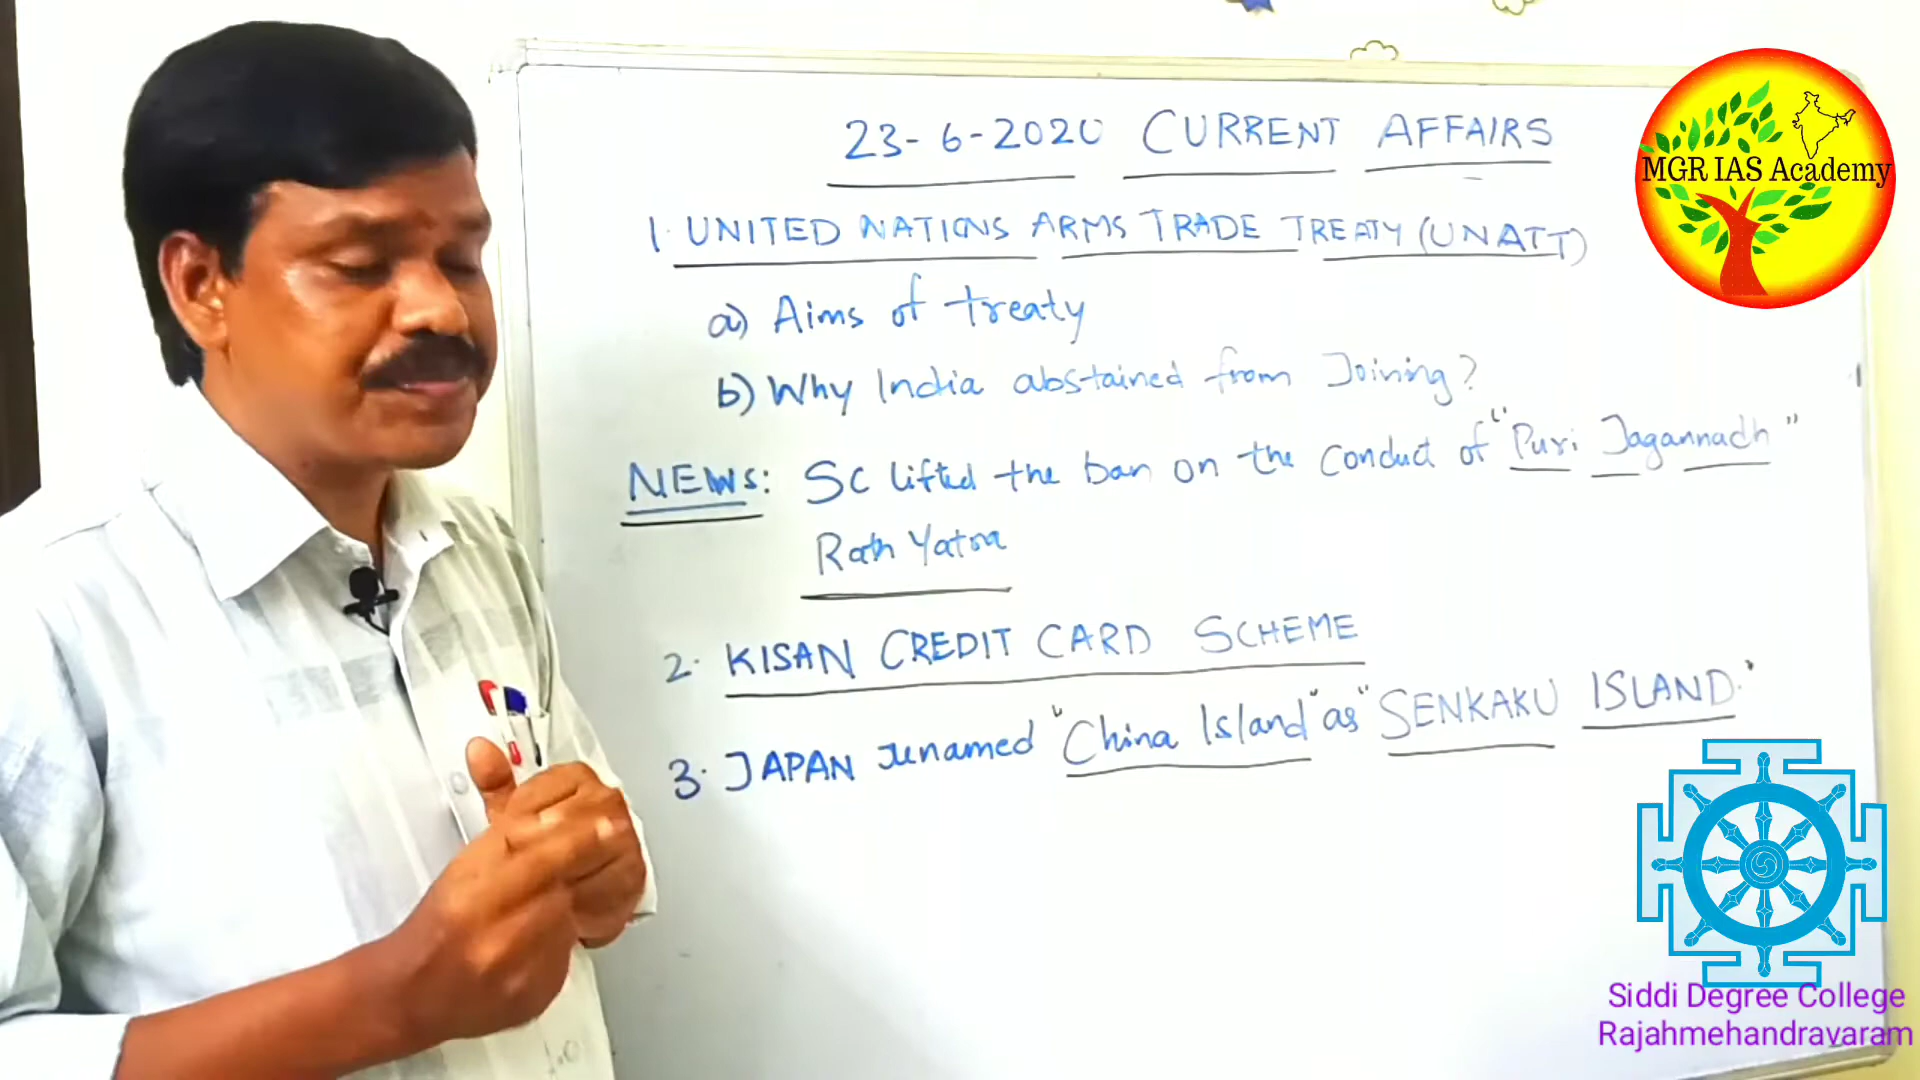 23-6-2020 CURRENT AFFAIRS
1. UNITED NATIONS ARMS TRADE TREATY (UNATT)
a) Aims of treaty
b) Why India abstained from Joining?
NEWS: SC lifted the ban on the conduct of "Puri Jagannadh"
Rath Yatra
2. KISAN CREDIT CARD SCHEME
3. JAPAN renamed "China Island" as "SENKAKU ISLAND."
MGR IAS Academy
Siddi Degree College
Rajahmehandravaram